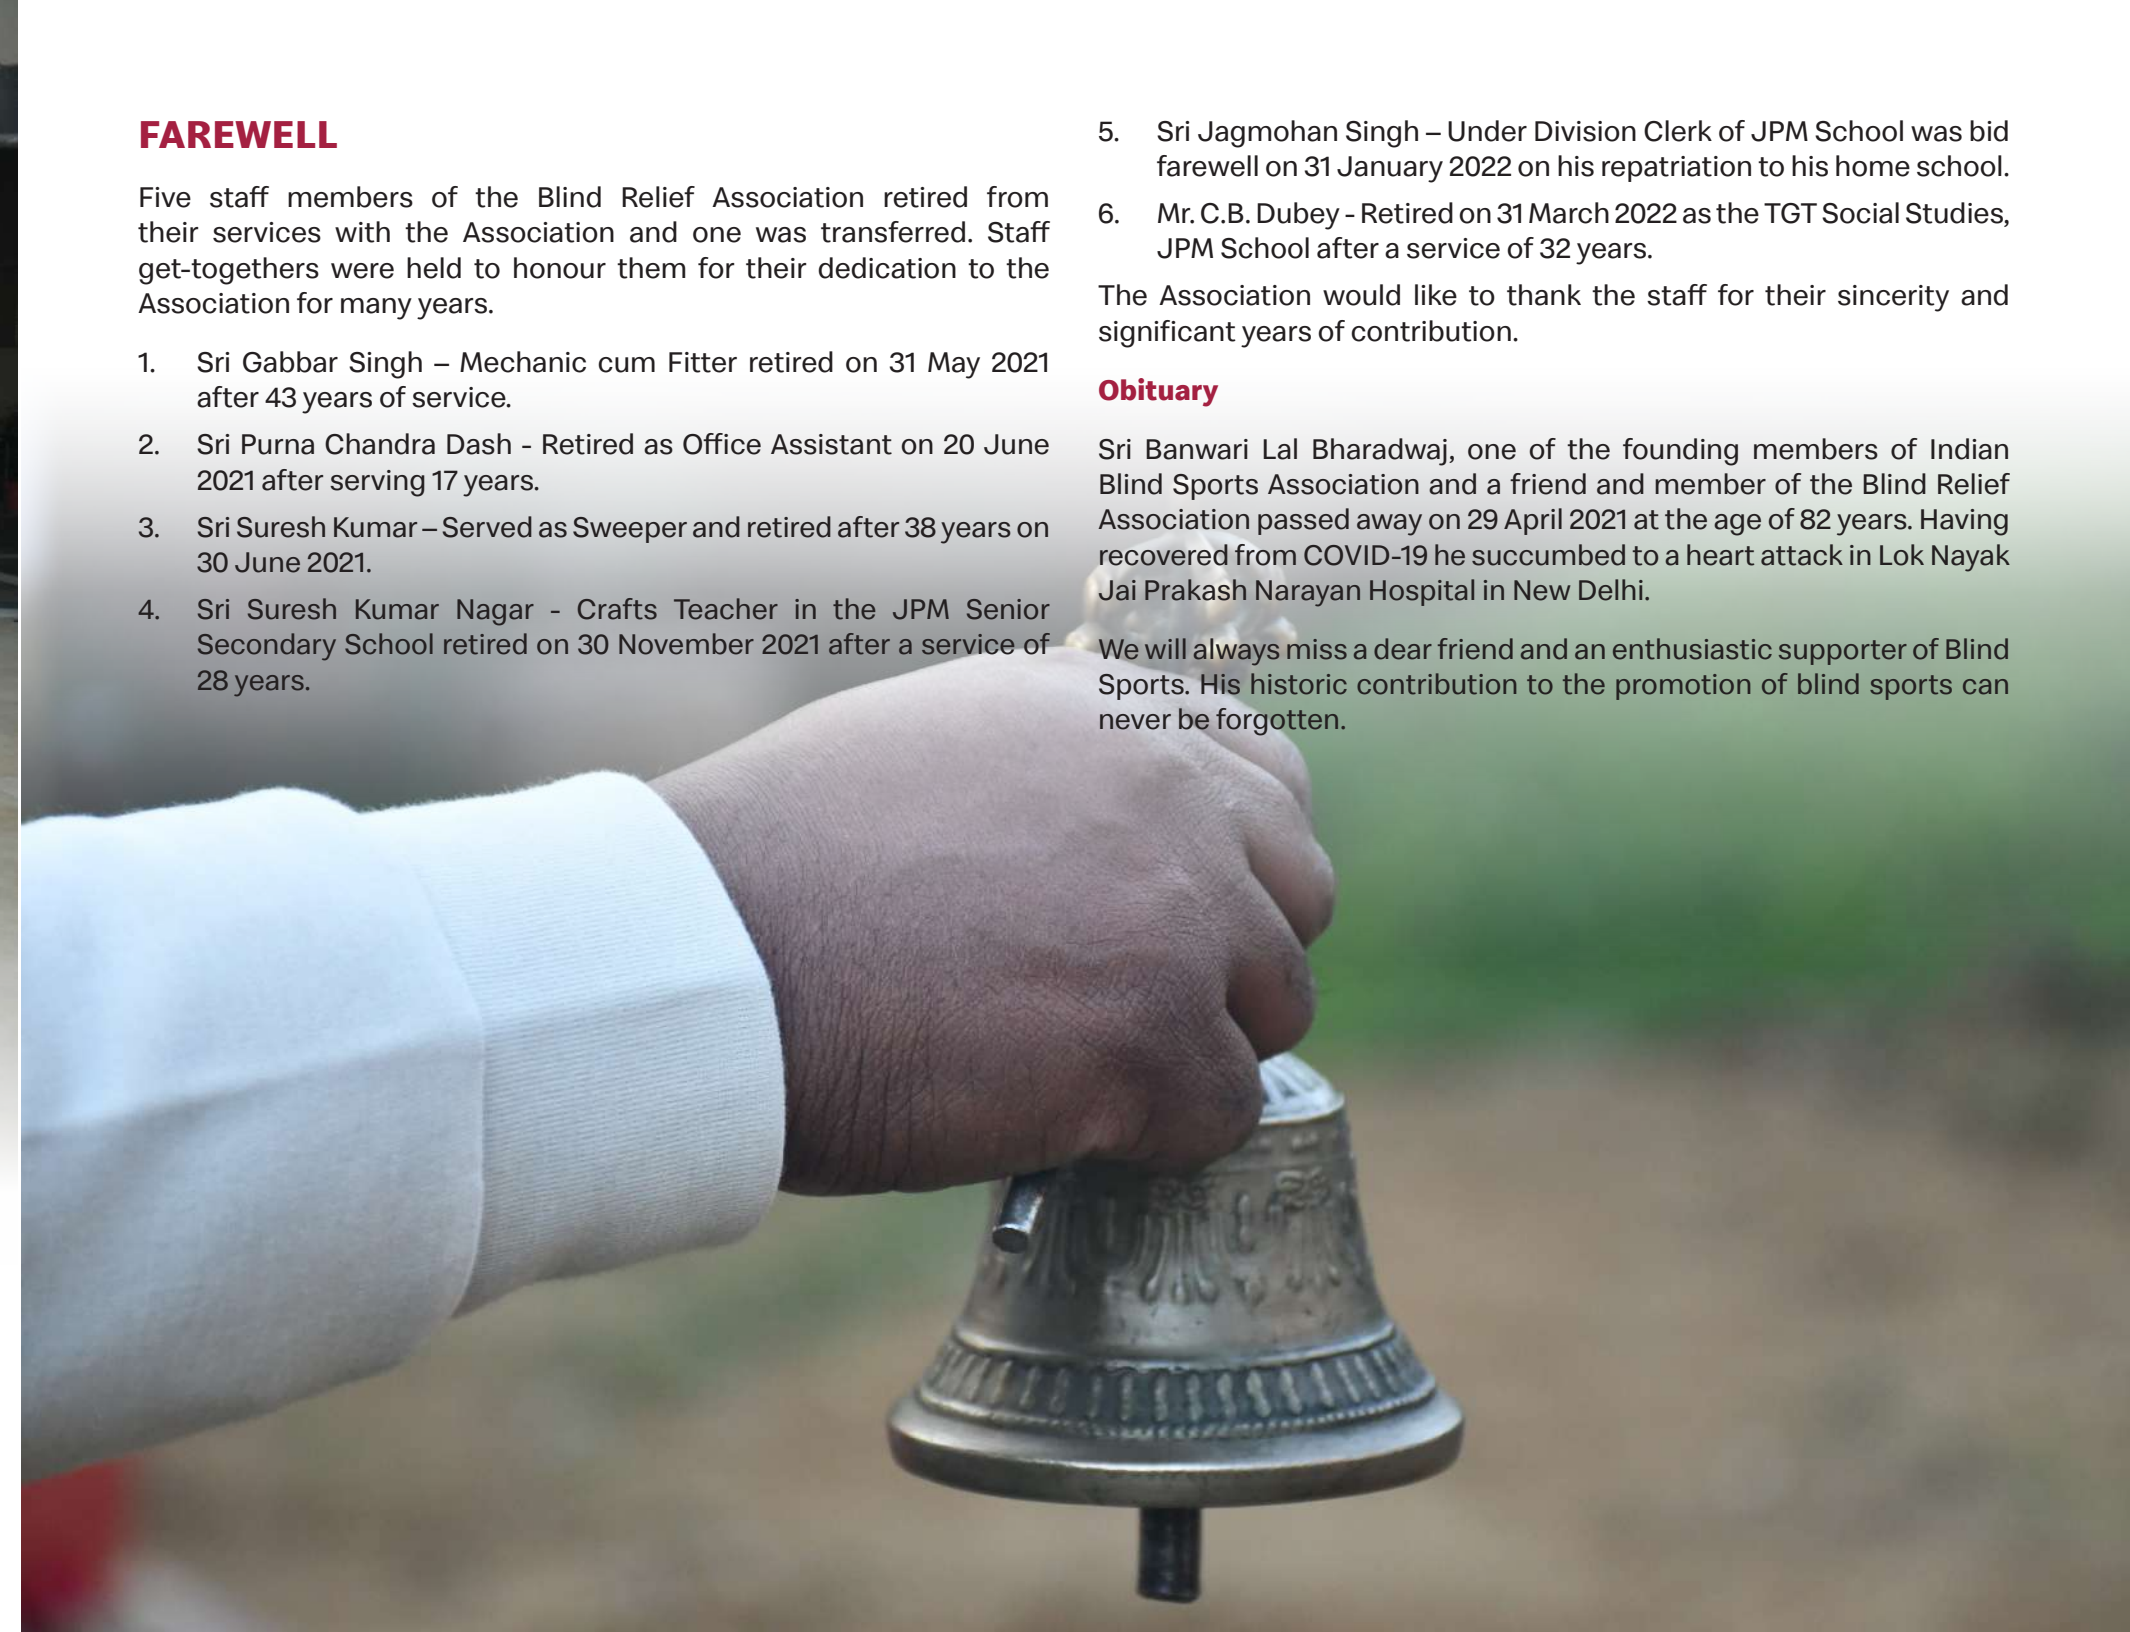 FAREWELL
Five staff members of the Blind Relief Association retired from
their services with the Association and one was transferred. Staff
get-togethers were held to honour them for their dedication to the
Association for many years.
1. Sri Gabbar Singh – Mechanic cum Fitter retired on 31 May 2021
after 43 years of service.
2. Sri Purna Chandra Dash - Retired as Office Assistant on 20 June
2021 after serving 17 years.
3. Sri Suresh Kumar – Served as Sweeper and retired after 38 years on
30 June 2021.
4. Sri Suresh Kumar Nagar - Crafts Teacher in the JPM Senior
Secondary School retired on 30 November 2021 after a service of
28 years.
5. Sri Jagmohan Singh – Under Division Clerk of JPM School was bid
farewell on 31 January 2022 on his repatriation to his home school.
6. Mr. C.B. Dubey - Retired on 31 March 2022 as the TGT Social Studies,
JPM School after a service of 32 years.
The Association would like to thank the staff for their sincerity and
significant years of contribution.
Obituary
Sri Banwari Lal Bharadwaj, one of the founding members of Indian
Blind Sports Association and a friend and member of the Blind Relief
Association passed away on 29 April 2021 at the age of 82 years. Having
recovered from COVID-19 he succumbed to a heart attack in Lok Nayak
Jai Prakash Narayan Hospital in New Delhi.
We will always miss a dear friend and an enthusiastic supporter of Blind
Sports. His historic contribution to the promotion of blind sports can
never be forgotten.